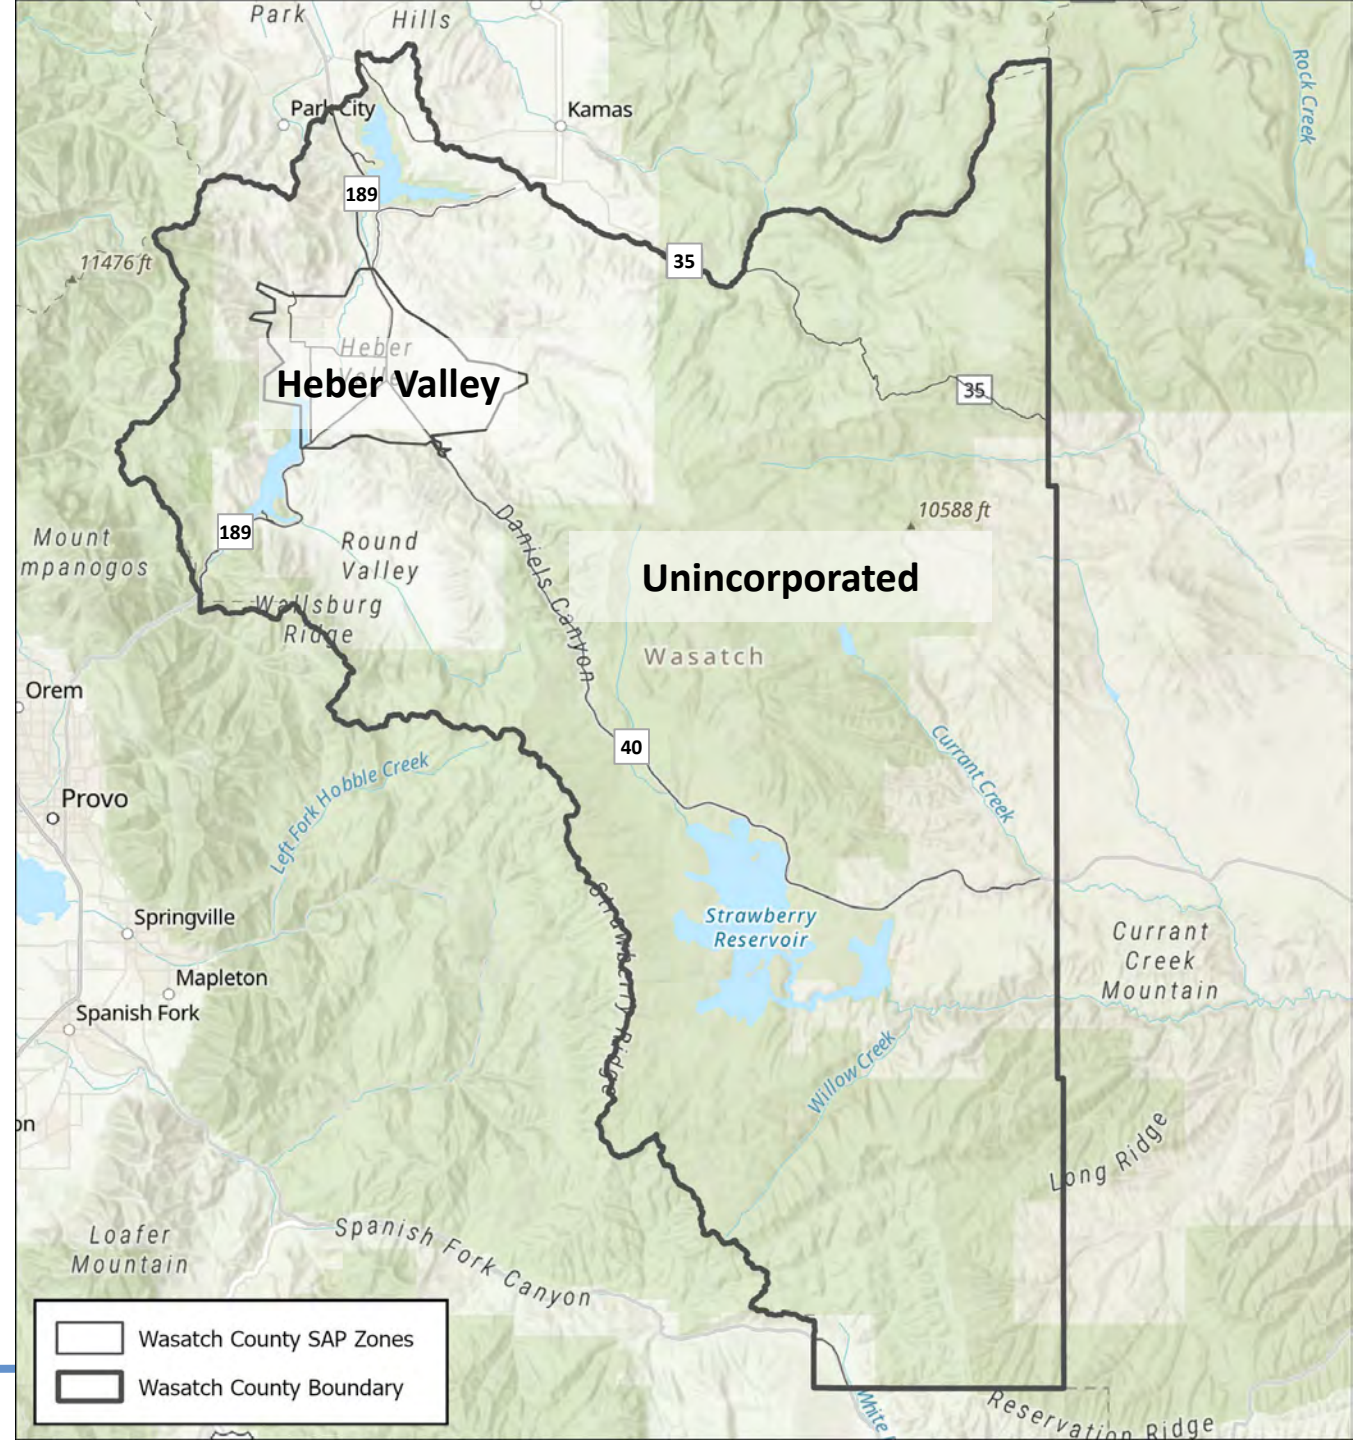 Park
Hills
Rock Creek
Park City
Kamas
189
35
11476 ft
Heber
Valley
Heber Valley
35
Daniels Canyon
10588 ft
189
Round
Valley
Mount
mpanogos
Unincorporated
Wallsburg
Ridge
Wasatch
Orem
40
Currant Creek
Left Fork Hobble Creek
Provo
Springville
Strawberry
Reservoir
Strawberry Ridge
Currant
Creek
Mountain
Mapleton
Spanish Fork
Willow Creek
on
Long Ridge
Loafer
Mountain
Spanish Fork Canyon
Wasatch County SAP Zones
Wasatch County Boundary
White
Reservation Ridge